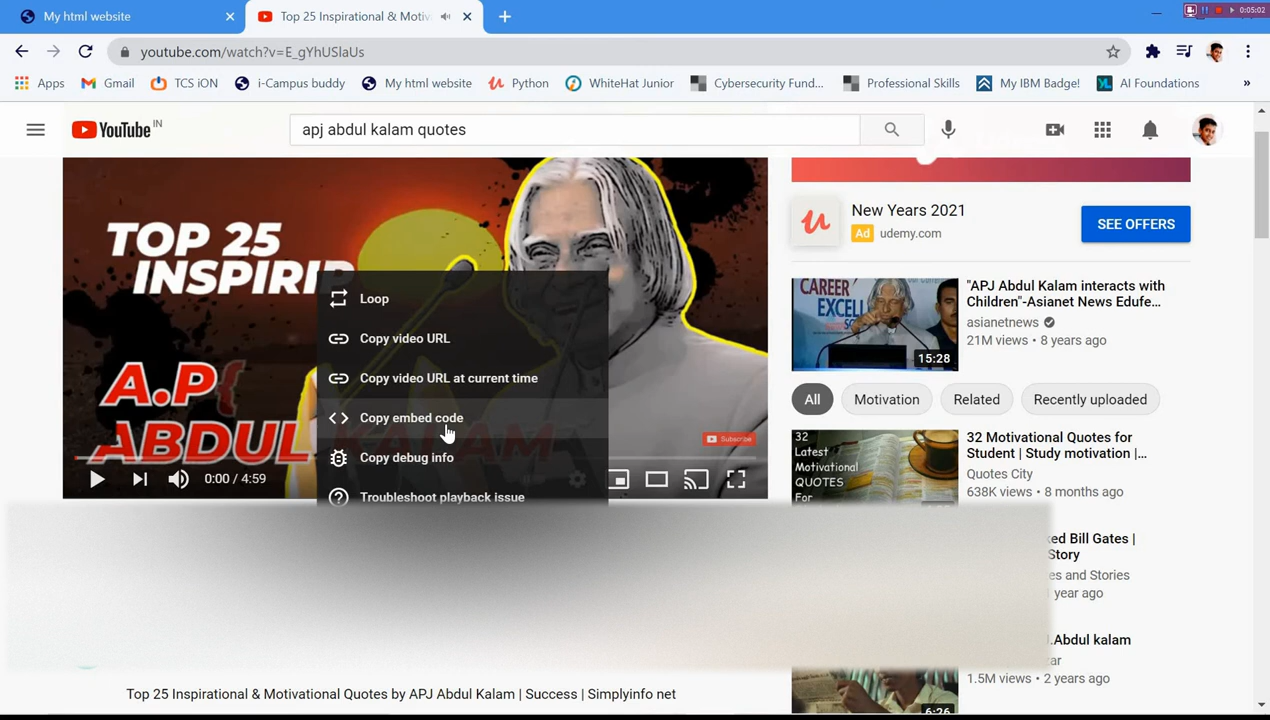 My html website
Top 25 Inspirational & Motiv
00:05:02
youtube.com/watch?v=E_gYhUSlaUs
Apps
Gmail
TCS iON
i-Campus buddy
My html website
Python
WhiteHat Junior
Cybersecurity Fund...
Professional Skills
My IBM Badge!
AI Foundations
»
YouTube IN
apj abdul kalam quotes
TOP 25
INSPIRIN
A.P
ABDUL KALAM
Loop
Copy video URL
Copy video URL at current time
Copy embed code
Copy debug info
Troubleshoot playback issue
Subscribe
0:00 / 4:59
New Years 2021
Ad udemy.com
SEE OFFERS
CAREER
EXCELL
15:28
"APJ Abdul Kalam interacts with
Children"-Asianet News Edufe...
asianetnews
21M views • 8 years ago
All
Motivation
Related
Recently uploaded
32
Latest
Motivational
QUOTES
For
32 Motivational Quotes for
Student | Study motivation |...
Quotes City
638K views • 8 months ago
ked Bill Gates |
Story
es and Stories
year ago
.Abdul kalam
ar
1.5M views • 2 years ago
6:26
Top 25 Inspirational & Motivational Quotes by APJ Abdul Kalam | Success | Simplyinfo net